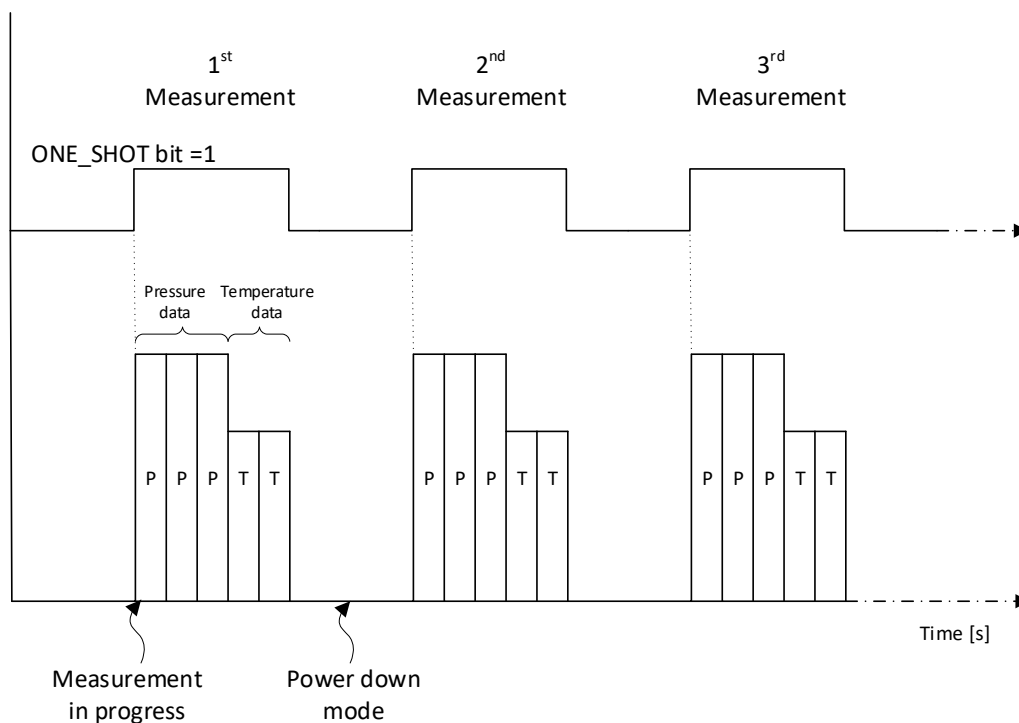 1st
Measurement
2nd
Measurement
3rd
Measurement
ONE_SHOT bit =1
Pressure
data
Temperature
data
P P P T T
P P P T T
P P P T T
Time [s]
Measurement
in progress
Power down
mode